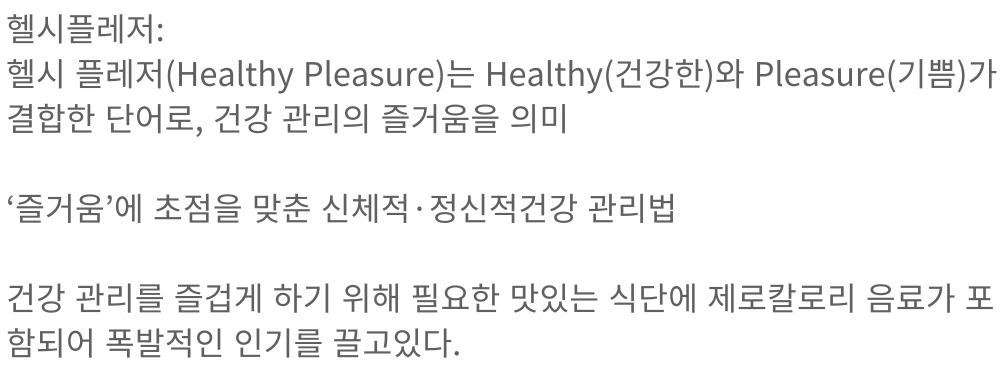 헬시플레저:
헬시 플레저(Healthy Pleasure)는 Healthy(건강한)와 Pleasure(기쁨)가
결합한 단어로, 건강 관리의 즐거움을 의미
‘즐거움’에 초점을 맞춘 신체적·정신적건강 관리법
건강 관리를 즐겁게 하기 위해 필요한 맛있는 식단에 제로칼로리 음료가 포
함되어 폭발적인 인기를 끌고있다.